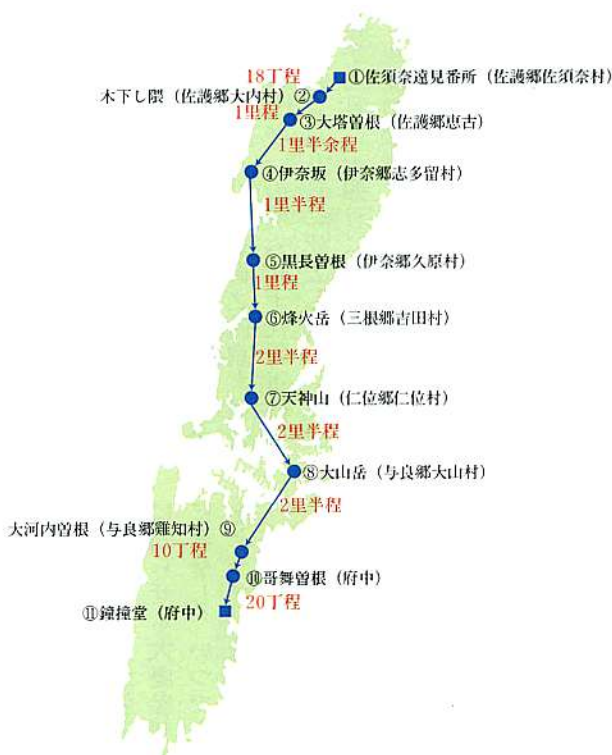 18丁程
①佐須奈遠見番所（佐護郷佐須奈村）
木下し隈（佐護郷大内村）②
1里程
③大塔曽根（佐護郷恵古）
1里半余程
④伊奈坂（伊奈郷志多留村）
1里半程
⑤黒長曽根（伊奈郷久原村）
1里程
⑥烽火岳（三根郷吉田村）
2里半程
⑦天神山（仁位郷仁位村）
2里半程
⑧大山岳（与良郷大山村）
2里半程
大河内曽根（与良郷雞知村）⑨
10丁程
⑩哥舞曽根（府中）
20丁程
⑪鐘撞堂（府中）